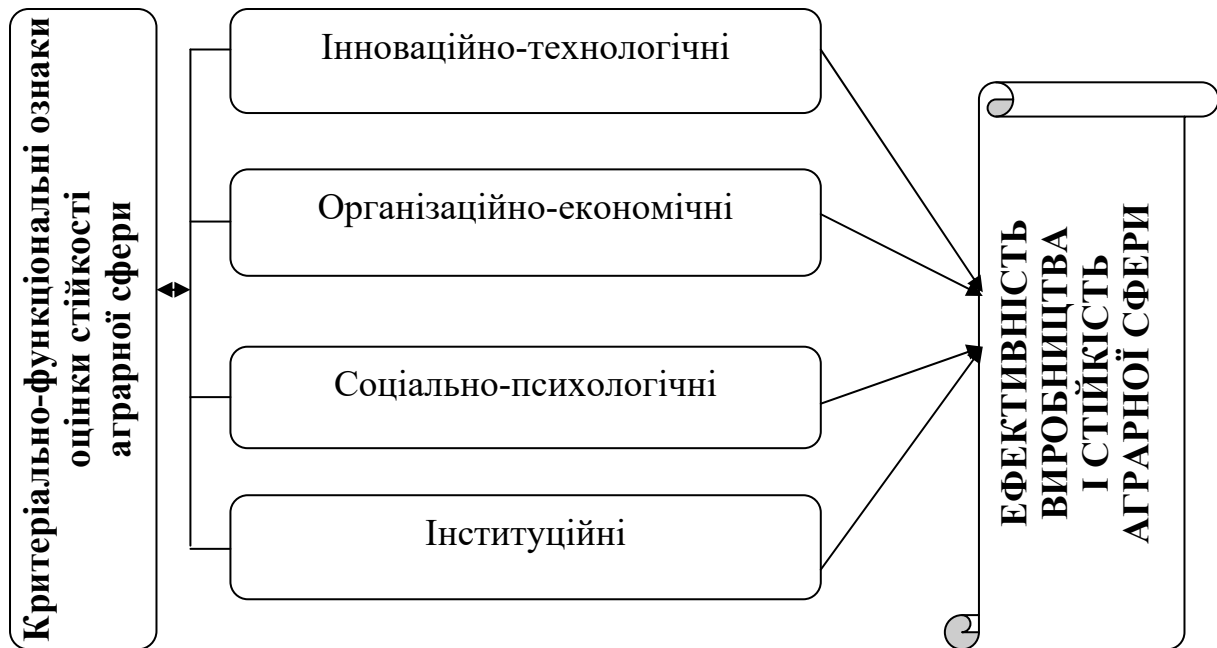 Критеріально-функціональні ознаки
оцінки стійкості
аграрної сфери
Інноваційно-технологічні
Організаційно-економічні
Соціально-психологічні
Інституційні
ЕФЕКТИВНІСТЬ
ВИРОБНИЦТВА
І СТІЙКІСТЬ
АГРАРНОЇ СФЕРИ